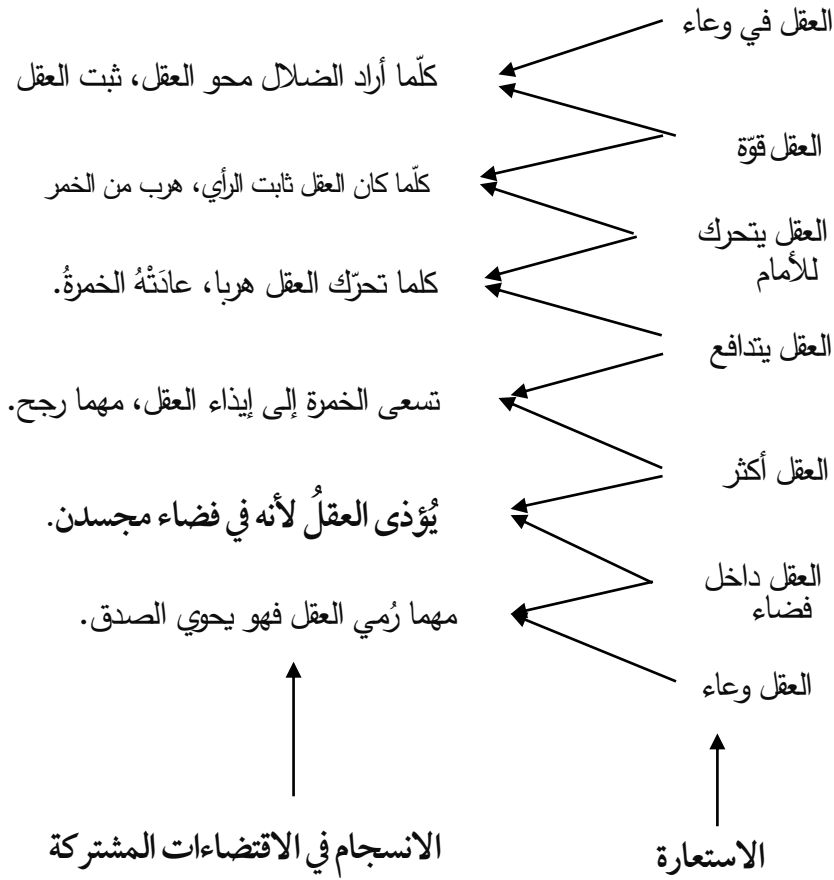 العقل في وعاء
كلّما أراد الضلال محو العقل، ثبت العقل
العقل قوّة
كلّما كان العقل ثابت الرأي، هرب من الخمر
العقل يتحرك
للأمام
كلما تحرّك العقل هربا، عادَتْهُ الخمرةُ.
العقل يتدافع
تسعى الخمرة إلى إيذاء العقل، مهما رجح.
العقل أكثر
يُؤذى العقلُ لأنه في فضاء مجسدن.
العقل داخل
فضاء
مهما رُمي العقل فهو يحوي الصدق.
العقل وعاء
الاستعارة
الانسجام في الاقتضاءات المشتركة